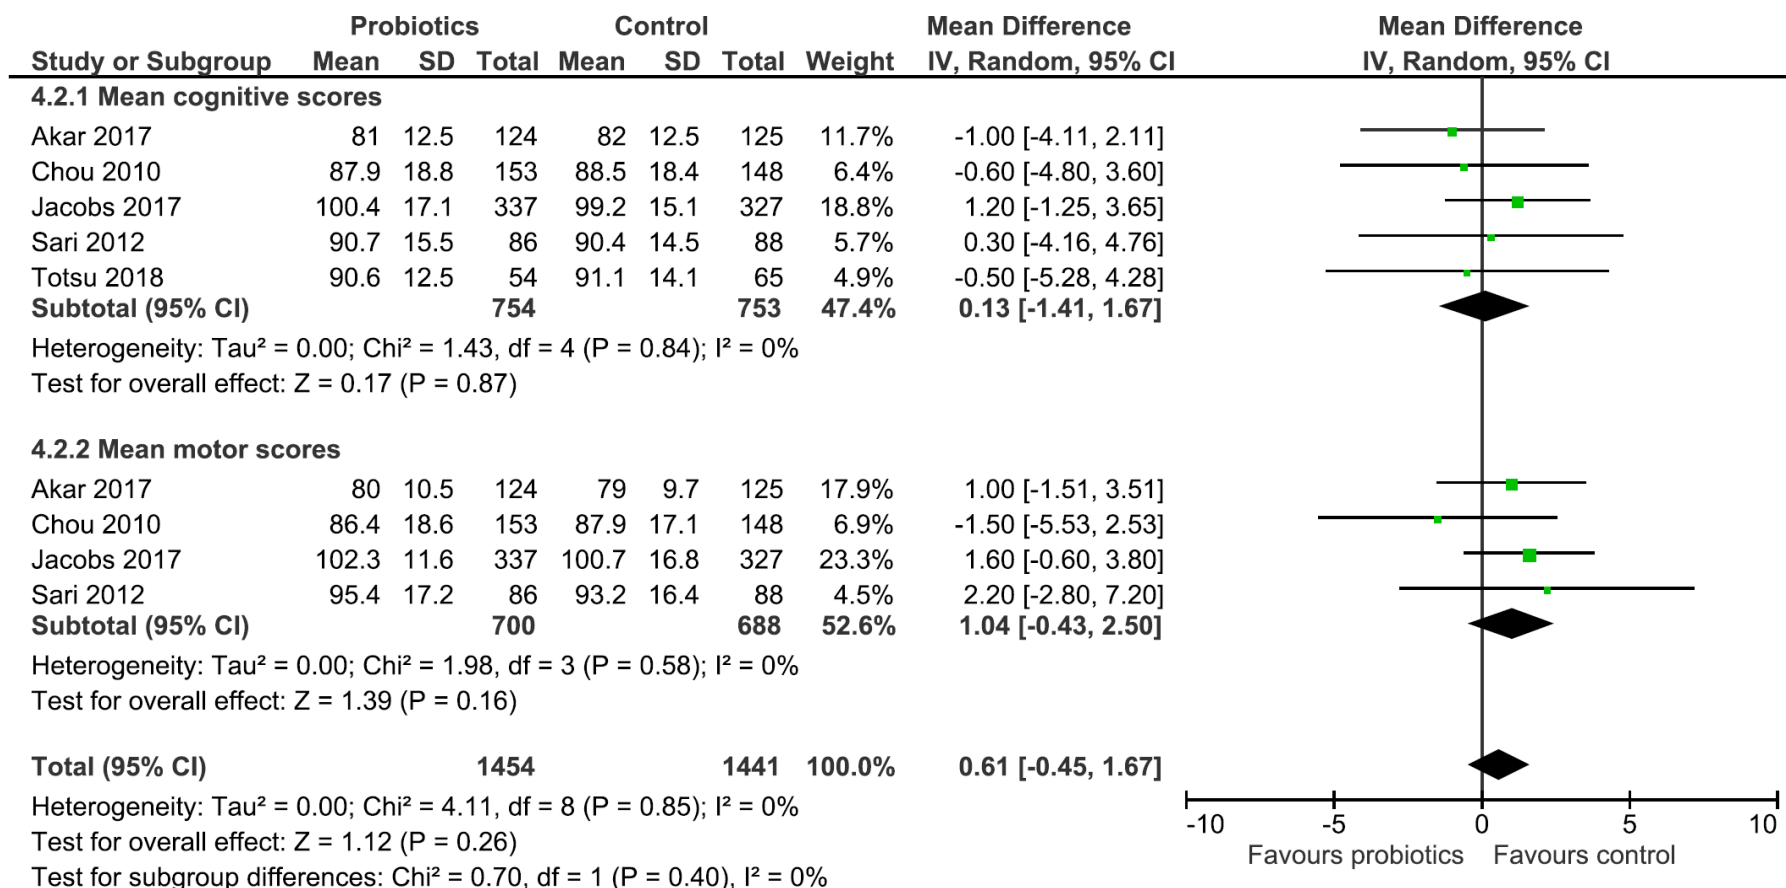 Probiotics Control Mean Difference Mean Difference
Study or Subgroup Mean SD Total Mean SD Total Weight IV, Random, 95% CI IV, Random, 95% CI
4.2.1 Mean cognitive scores
Akar 2017 81 12.5 124 82 12.5 125 11.7% -1.00 [-4.11, 2.11]
Chou 2010 87.9 18.8 153 88.5 18.4 148 6.4% -0.60 [-4.80, 3.60]
Jacobs 2017 100.4 17.1 337 99.2 15.1 327 18.8% 1.20 [-1.25, 3.65]
Sari 2012 90.7 15.5 86 90.4 14.5 88 5.7% 0.30 [-4.16, 4.76]
Totsu 2018 90.6 12.5 54 91.1 14.1 65 4.9% -0.50 [-5.28, 4.28]
Subtotal (95% CI) 754 753 47.4% 0.13 [-1.41, 1.67]
Heterogeneity: Tau² = 0.00; Chi² = 1.43, df = 4 (P = 0.84); I² = 0%
Test for overall effect: Z = 0.17 (P = 0.87)
4.2.2 Mean motor scores
Akar 2017 80 10.5 124 79 9.7 125 17.9% 1.00 [-1.51, 3.51]
Chou 2010 86.4 18.6 153 87.9 17.1 148 6.9% -1.50 [-5.53, 2.53]
Jacobs 2017 102.3 11.6 337 100.7 16.8 327 23.3% 1.60 [-0.60, 3.80]
Sari 2012 95.4 17.2 86 93.2 16.4 88 4.5% 2.20 [-2.80, 7.20]
Subtotal (95% CI) 700 688 52.6% 1.04 [-0.43, 2.50]
Heterogeneity: Tau² = 0.00; Chi² = 1.98, df = 3 (P = 0.58); I² = 0%
Test for overall effect: Z = 1.39 (P = 0.16)
Total (95% CI) 1454 1441 100.0% 0.61 [-0.45, 1.67]
Heterogeneity: Tau² = 0.00; Chi² = 4.11, df = 8 (P = 0.85); I² = 0%
Test for overall effect: Z = 1.12 (P = 0.26)
Test for subgroup differences: Chi² = 0.70, df = 1 (P = 0.40), I² = 0%
-10 -5 0 5 10
Favours probiotics Favours control